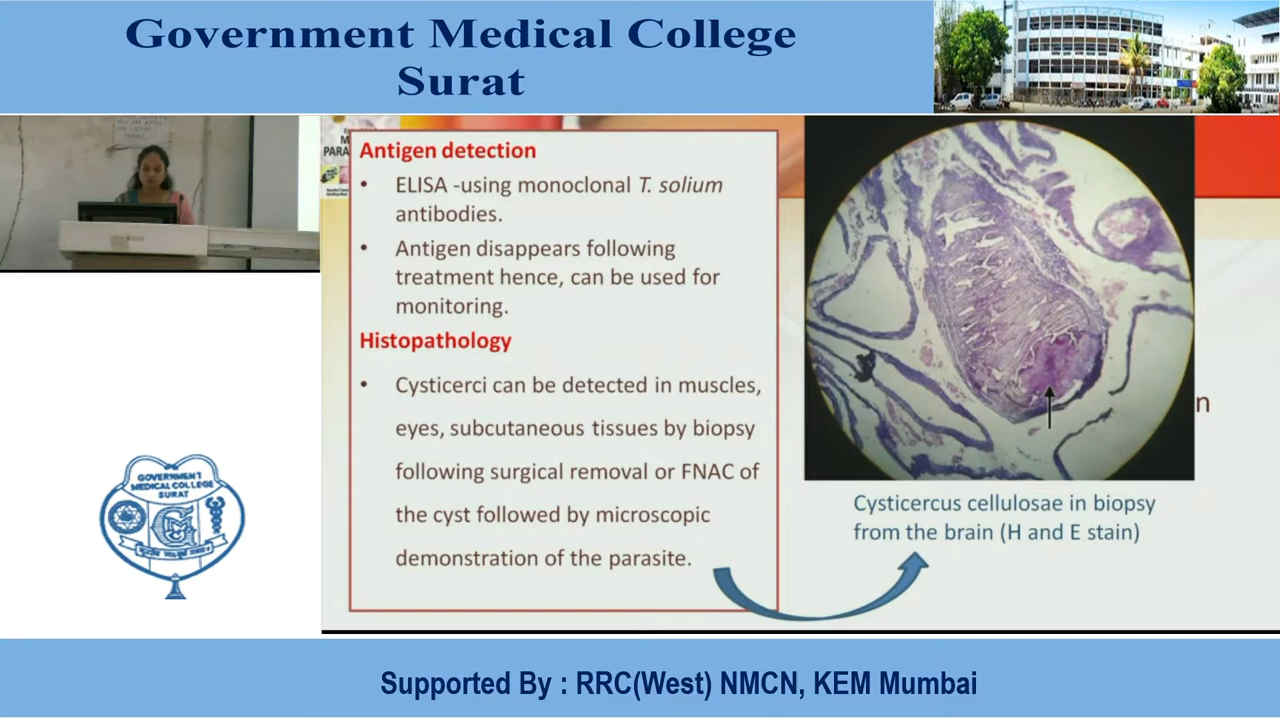 Government Medical College
Surat
M
PARA
Antigen detection
• ELISA -using monoclonal T. solium
antibodies.
• Antigen disappears following
treatment hence, can be used for
monitoring.
Histopathology
• Cysticerci can be detected in muscles,
eyes, subcutaneous tissues by biopsy
following surgical removal or FNAC of
the cyst followed by microscopic
demonstration of the parasite.
n
Cysticercus cellulosae in biopsy
from the brain (H and E stain)
GOVERNMENT
MEDICAL COLLEGE
SURAT
Supported By : RRC(West) NMCN, KEM Mumbai